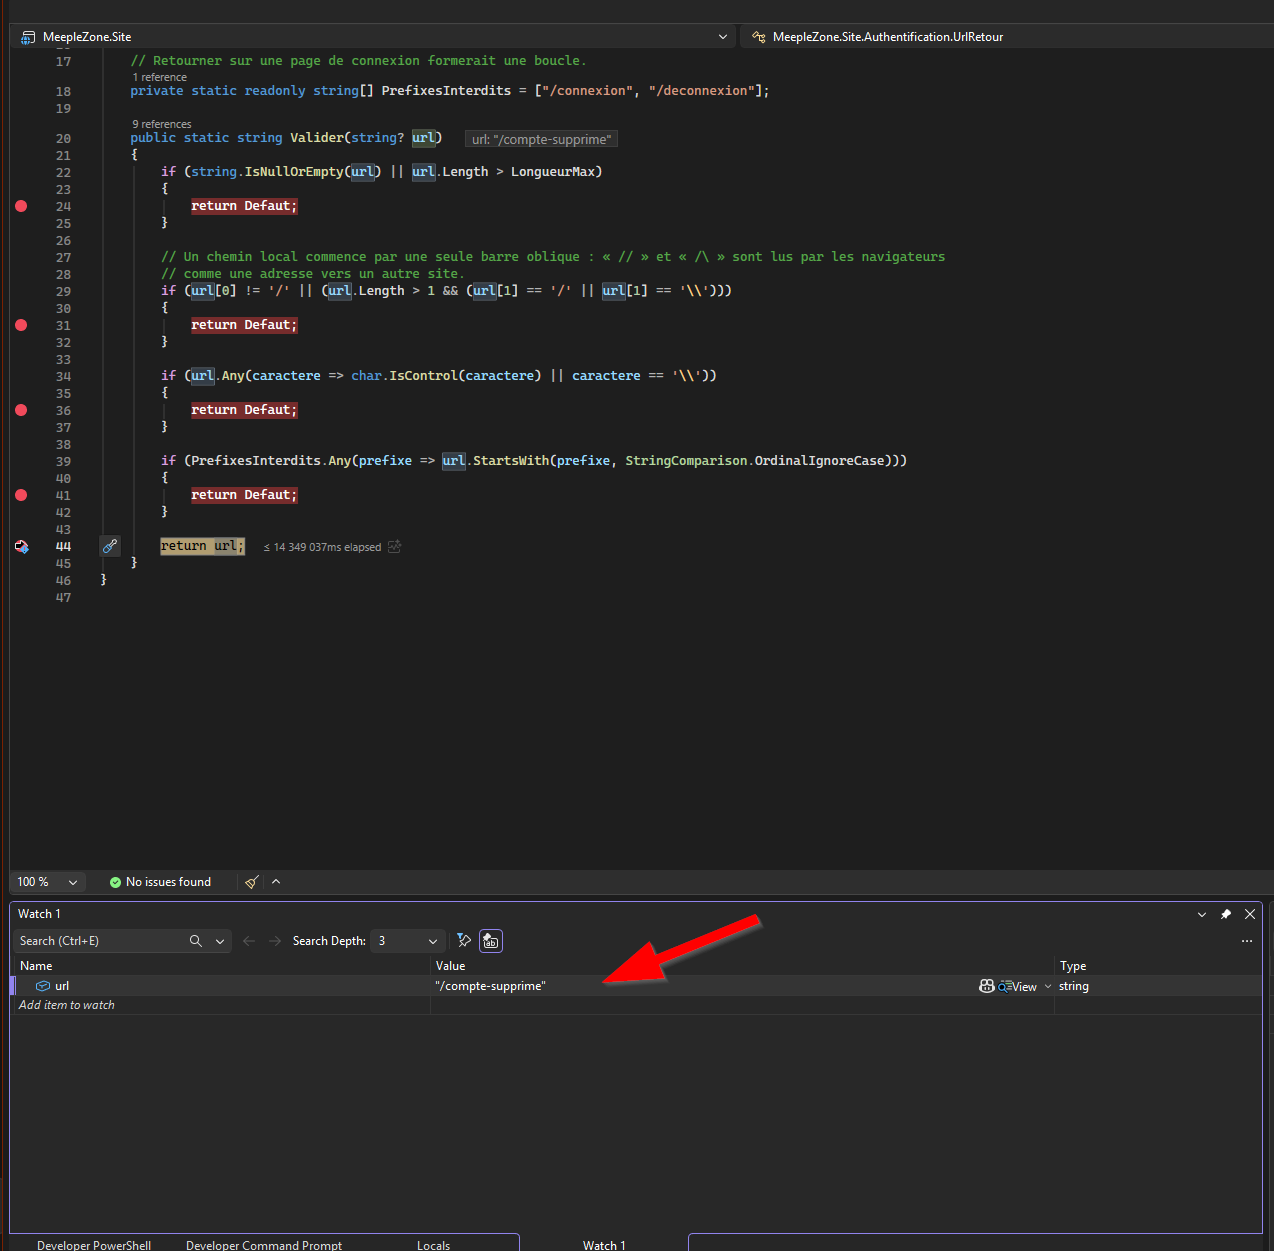 MeepleZone.Site
MeepleZone.Site.Authentification.UrlRetour
17 // Retourner sur une page de connexion formerait une boucle.
1 reference
18 private static readonly string[] PrefixesInterdits = ["/connexion", "/deconnexion"];
19
9 references
20 public static string Valider(string? url) url: "/compte-supprime"
21 {
22 if (string.IsNullOrEmpty(url) || url.Length > LongueurMax)
23 {
24 return Defaut;
25 }
26
27 // Un chemin local commence par une seule barre oblique : « // » et « /\ » sont lus par les navigateurs
28 // comme une adresse vers un autre site.
29 if (url[0] != '/' || (url.Length > 1 && (url[1] == '/' || url[1] == '\\')))
30 {
31 return Defaut;
32 }
33
34 if (url.Any(caractere => char.IsControl(caractere) || caractere == '\\'))
35 {
36 return Defaut;
37 }
38
39 if (PrefixesInterdits.Any(prefixe => url.StartsWith(prefixe, StringComparison.OrdinalIgnoreCase)))
40 {
41 return Defaut;
42 }
43
44 return url; ≤ 14 349 037ms elapsed
45 }
46 }
47
100 % No issues found
Watch 1
Search (Ctrl+E) Search Depth: 3
Name Value Type
url "/compte-supprime" View string
Add item to watch
Developer PowerShell Developer Command Prompt Locals Watch 1